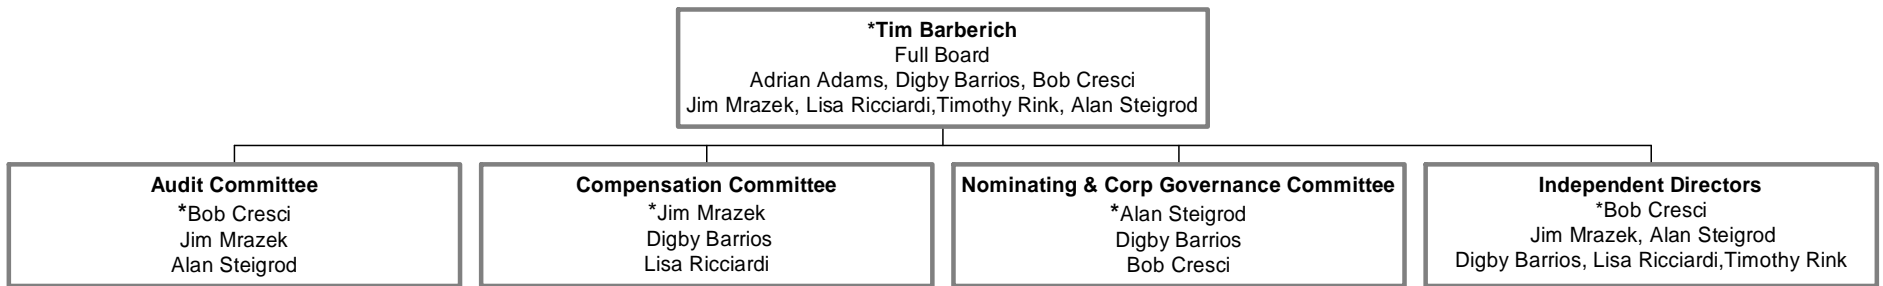 *Tim Barberich
Full Board
Adrian Adams, Digby Barrios, Bob Cresci
Jim Mrazek, Lisa Ricciardi,Timothy Rink, Alan Steigrod
Audit Committee
*Bob Cresci
Jim Mrazek
Alan Steigrod
Compensation Committee
*Jim Mrazek
Digby Barrios
Lisa Ricciardi
Nominating & Corp Governance Committee
*Alan Steigrod
Digby Barrios
Bob Cresci
Independent Directors
*Bob Cresci
Jim Mrazek, Alan Steigrod
Digby Barrios, Lisa Ricciardi,Timothy Rink